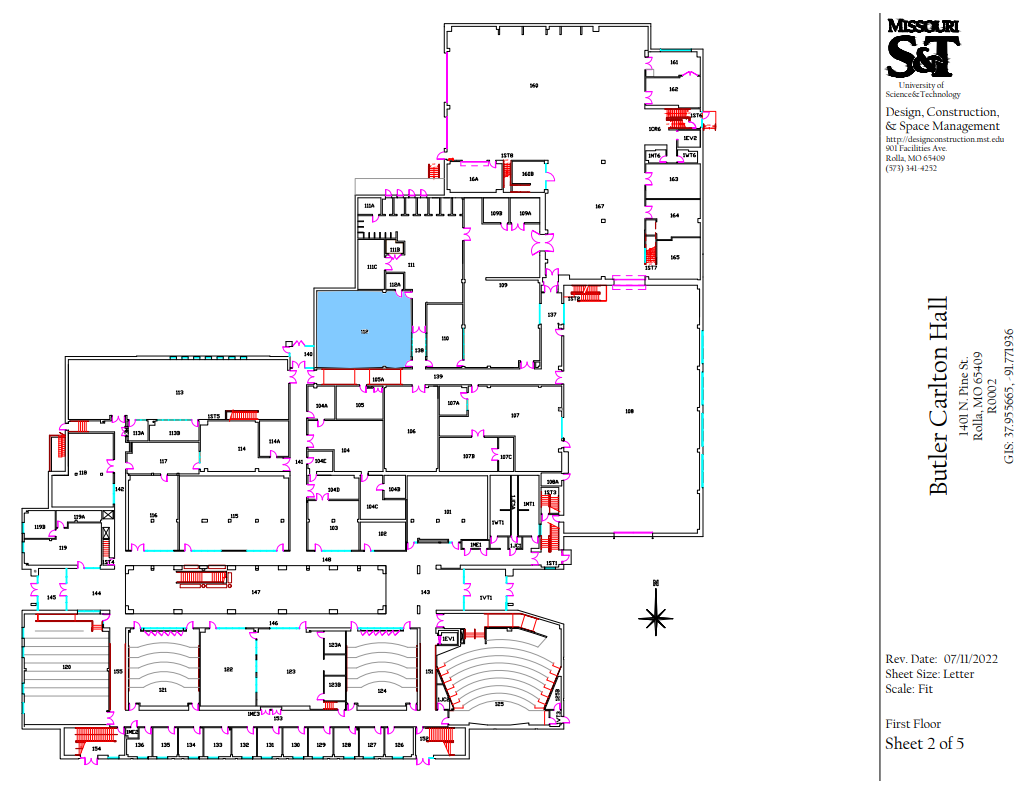 160
161
162
1ST6
1CR6
1EV2
1ST8
1MT6
1WT6
16A
160B
163
111A
109B
109A
167
164
111B
111C
111
165
1ST7
112A
109
1ST2
137
112
110
138
108
140
139
105A
113
104A
105
107A
106
107
1ST5
113A
113B
114
114A
104
117
141
104E
107B
107C
118
142
104D
104B
108A
1ST3
104C
1MT1
116
115
103
102
101
1WT1
119A
119B
119
1ME1
1JC1
148
1ST4
1ST1
145
144
147
143
1VT1
146
1EV1
123A
120
155
121
122
123
123B
124
151
125
125B
1ME3
153
1ME2
154
136
135
134
133
132
131
130
129
128
127
126
152
N
MISSOURI
S&T
University of
Science & Technology
Design, Construction,
& Space Management
http://designconstruction.mst.edu
901 Facilities Ave.
Rolla, MO 65409
(573) 341-4252
Butler Carlton Hall
1401 N. Pine St.
Rolla, MO 65409
R0002
GIS: 37.955665, -91.771936
Rev. Date: 07/11/2022
Sheet Size: Letter
Scale: Fit
First Floor
Sheet 2 of 5